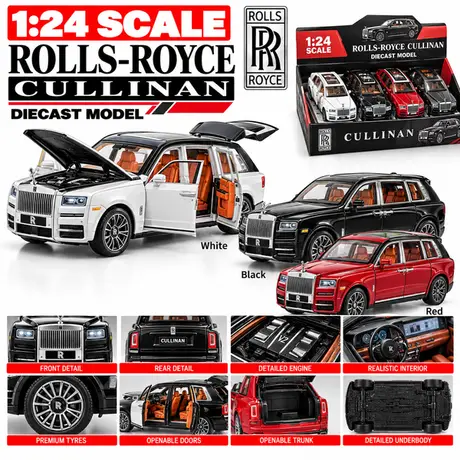 1:24 SCALE
ROLLS-ROYCE
CULLINAN
DIECAST MODEL
ROLLS
RR
ROYCE
1:24
SCALE
ROLLS-ROYCE CULLINAN
DIECAST MODEL
CULLINAN
White
Black
Red
R
CULLINAN
V12
FRONT DETAIL
REAR DETAIL
DETAILED ENGINE
REALISTIC INTERIOR
R
PREMIUM TYRES
OPENABLE DOORS
OPENABLE TRUNK
DETAILED UNDERBODY